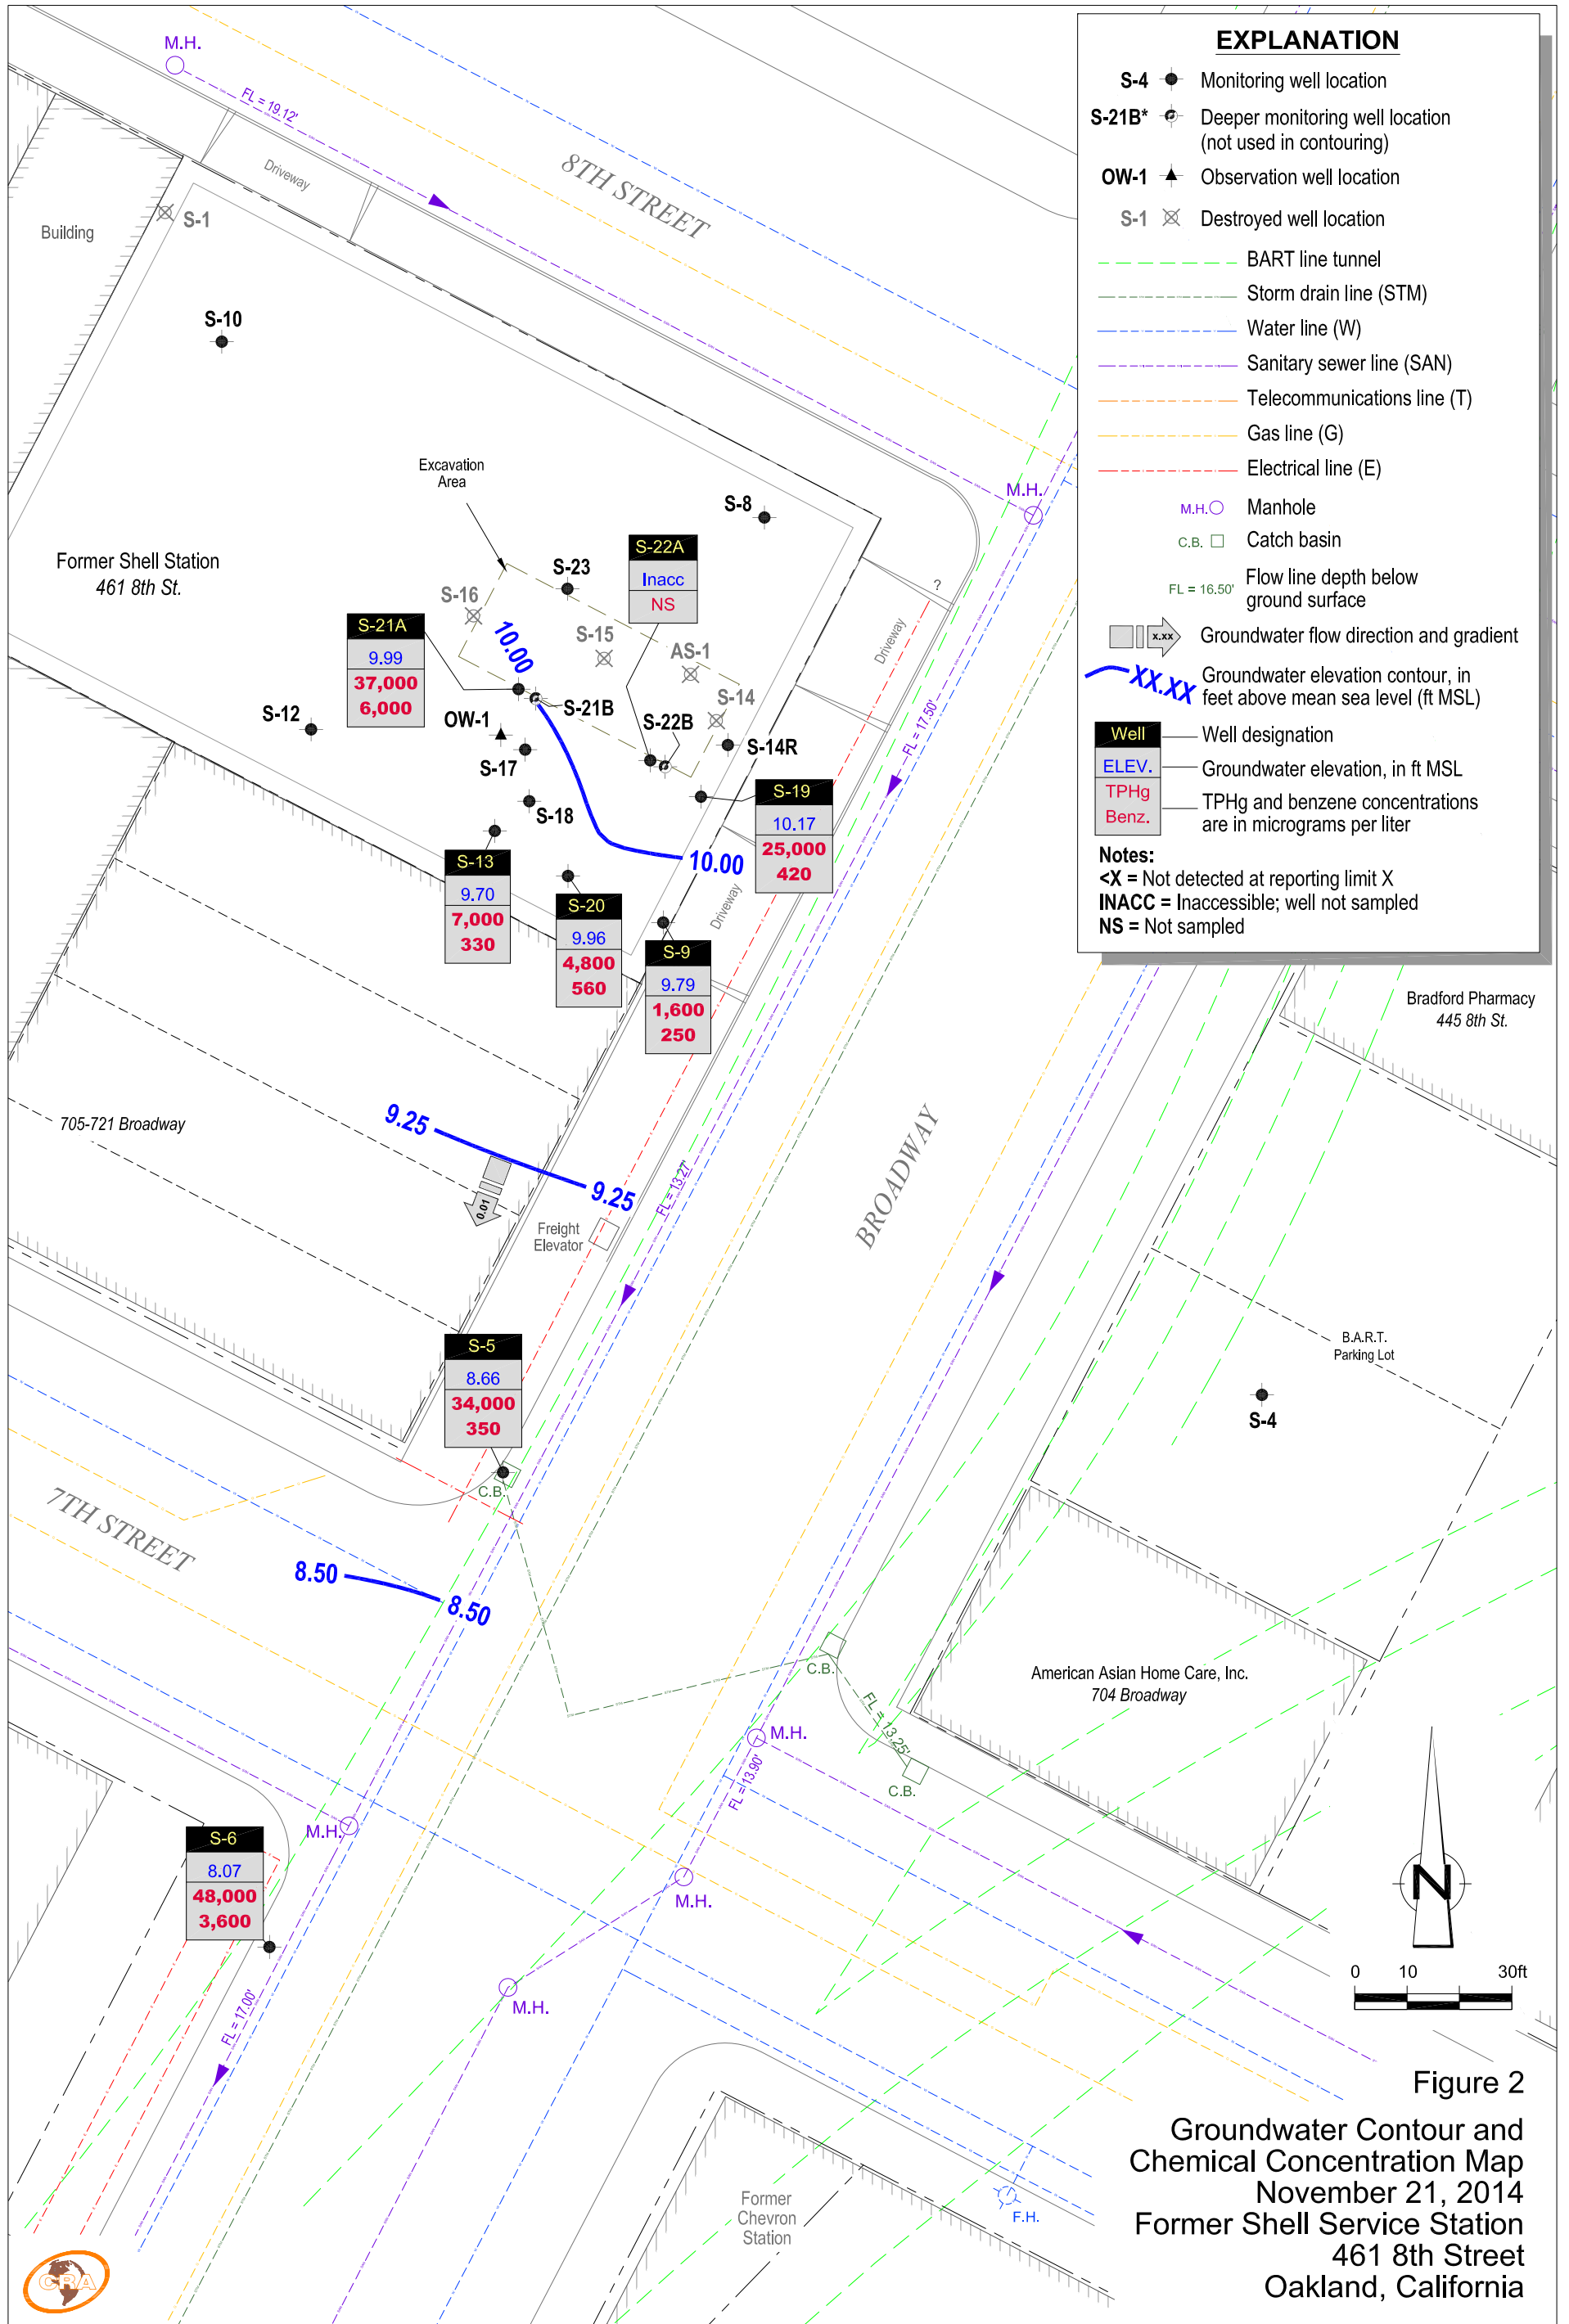 EXPLANATION
S-4 Monitoring well location
S-21B* Deeper monitoring well location
(not used in contouring)
OW-1 Observation well location
S-1 Destroyed well location
BART line tunnel
Storm drain line (STM)
Water line (W)
Sanitary sewer line (SAN)
Telecommunications line (T)
Gas line (G)
Electrical line (E)
M.H. Manhole
C.B. Catch basin
FL = 16.50' Flow line depth below
ground surface
x.xx Groundwater flow direction and gradient
XX.XX Groundwater elevation contour, in
feet above mean sea level (ft MSL)
Well Well designation
ELEV. Groundwater elevation, in ft MSL
TPHg TPHg and benzene concentrations
Benz. are in micrograms per liter
Notes:
<X = Not detected at reporting limit X
INACC = Inaccessible; well not sampled
NS = Not sampled
M.H.
FL = 19.12'
Driveway
8TH STREET
Building
S-1
S-10
Excavation
Area
S-8
M.H.
Former Shell Station
461 8th St.
S-23
S-22A
Inacc
NS
?
S-16
S-21A
9.99
37,000
6,000
10.00
S-15
AS-1
Driveway
S-14
S-12
OW-1
S-21B
S-22B
S-14R
FL = 17.50'
S-17
S-18
S-19
10.17
25,000
420
10.00
S-13
9.70
7,000
330
S-20
9.96
4,800
560
Driveway
S-9
9.79
1,600
250
Bradford Pharmacy
445 8th St.
705-721 Broadway
9.25
9.25
0.01
FL = 13.27'
BROADWAY
Freight
Elevator
S-5
8.66
34,000
350
B.A.R.T.
Parking Lot
S-4
C.B.
7TH STREET
8.50
8.50
C.B.
American Asian Home Care, Inc.
704 Broadway
FL = 13.25'
M.H.
C.B.
FL = 13.90'
M.H.
S-6
8.07
48,000
3,600
M.H.
M.H.
FL = 17.00'
N
0 10 30ft
Former
Chevron
Station
F.H.
CRA
Figure 2
Groundwater Contour and
Chemical Concentration Map
November 21, 2014
Former Shell Service Station
461 8th Street
Oakland, California